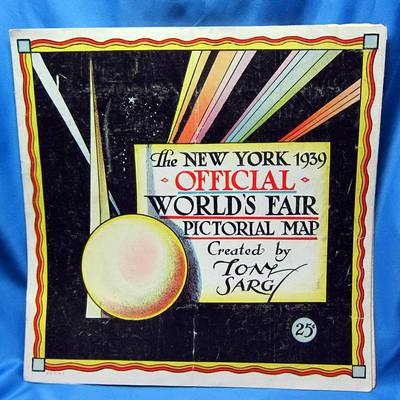 The NEW YORK 1939
OFFICIAL
WORLD'S FAIR
PICTORIAL MAP
Created by
TONY
SARG
25¢